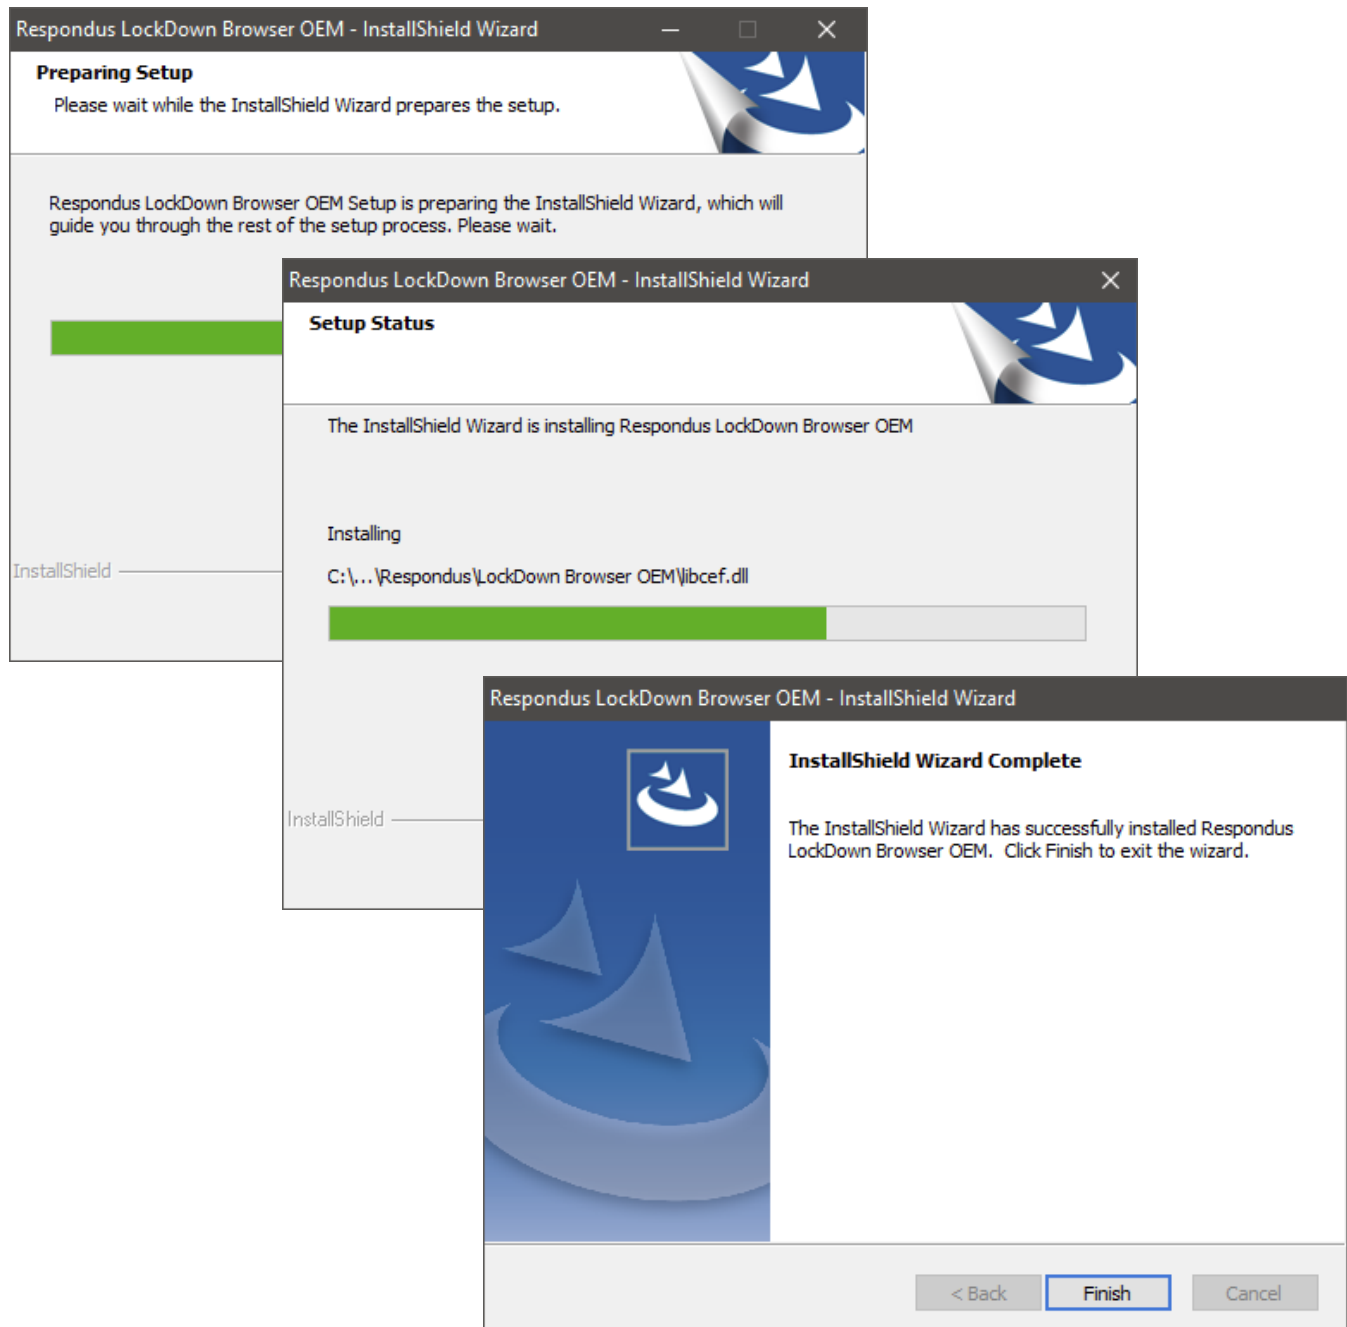 Respondus LockDown Browser OEM - InstallShield Wizard
Preparing Setup
Please wait while the InstallShield Wizard prepares the setup.
Respondus LockDown Browser OEM Setup is preparing the InstallShield Wizard, which will
guide you through the rest of the setup process. Please wait.
InstallShield
Respondus LockDown Browser OEM - InstallShield Wizard
Setup Status
The InstallShield Wizard is installing Respondus LockDown Browser OEM
Installing
C:\...\Respondus\LockDown Browser OEM\libcef.dll
InstallShield
Respondus LockDown Browser OEM - InstallShield Wizard
InstallShield Wizard Complete
The InstallShield Wizard has successfully installed Respondus
LockDown Browser OEM.  Click Finish to exit the wizard.
< Back Finish Cancel